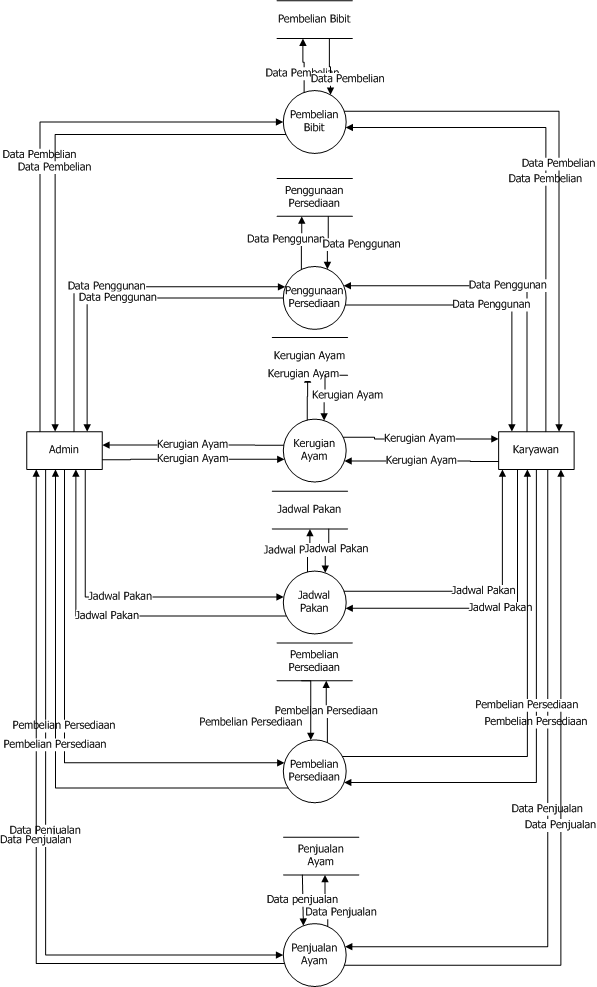 Pembelian Bibit
Data Pembelian
Data Pembelian
Pembelian
Bibit
Data Pembelian
Data Pembelian
Data Pembelian
Data Pembelian
Penggunaan
Persediaan
Data Penggunan
Data Penggunan
Penggunaan
Persediaan
Data Penggunan
Data Penggunan
Data Penggunan
Data Penggunan
Kerugian Ayam
Kerugian Ayam
Kerugian Ayam
Kerugian
Ayam
Kerugian Ayam
Kerugian Ayam
Kerugian Ayam
Kerugian Ayam
Admin
Karyawan
Jadwal Pakan
Jadwal Pakan
Jadwal Pakan
Jadwal
Pakan
Jadwal Pakan
Jadwal Pakan
Jadwal Pakan
Jadwal Pakan
Pembelian
Persediaan
Pembelian Persediaan
Pembelian Persediaan
Pembelian Persediaan
Pembelian Persediaan
Pembelian Persediaan
Pembelian Persediaan
Pembelian
Persediaan
Data Penjualan
Data Penjualan
Data Penjualan
Data Penjualan
Penjualan
Ayam
Data penjualan
Data Penjualan
Penjualan
Ayam